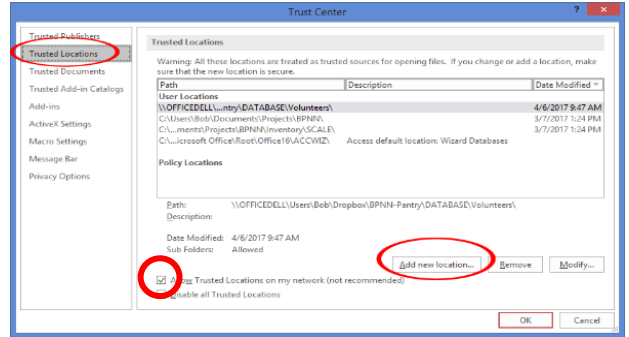 Trust Center
?
Trusted Publishers
Trusted Locations
Trusted Documents
Trusted Add-in Catalogs
Add-ins
ActiveX Settings
Macro Settings
Message Bar
Privacy Options
Trusted Locations
Warning: All these locations are treated as trusted sources for opening files. If you change or add a location, make
sure that the new location is secure.
Path Description Date Modified
User Locations
\\OFFICEDELL\...ntry\DATABASE\Volunteers\ 4/6/2017 9:47 AM
C:\Users\Bob\Documents\Projects\BPNN\ 3/7/2017 1:24 PM
C:\...ments\Projects\BPNN\Inventory\SCALE\ 3/7/2017 1:24 PM
C:\...icrosoft Office\Root\Office16\ACCWIZ\ Access default location: Wizard Databases
Policy Locations
Path: \\OFFICEDELL\Users\Bob\Dropbox\BPNN-Pantry\DATABASE\Volunteers\
Description:
Date Modified: 4/6/2017 9:47 AM
Sub Folders: Allowed
Add new location... Remove Modify...
Allow Trusted Locations on my network (not recommended)
Disable all Trusted Locations
OK Cancel